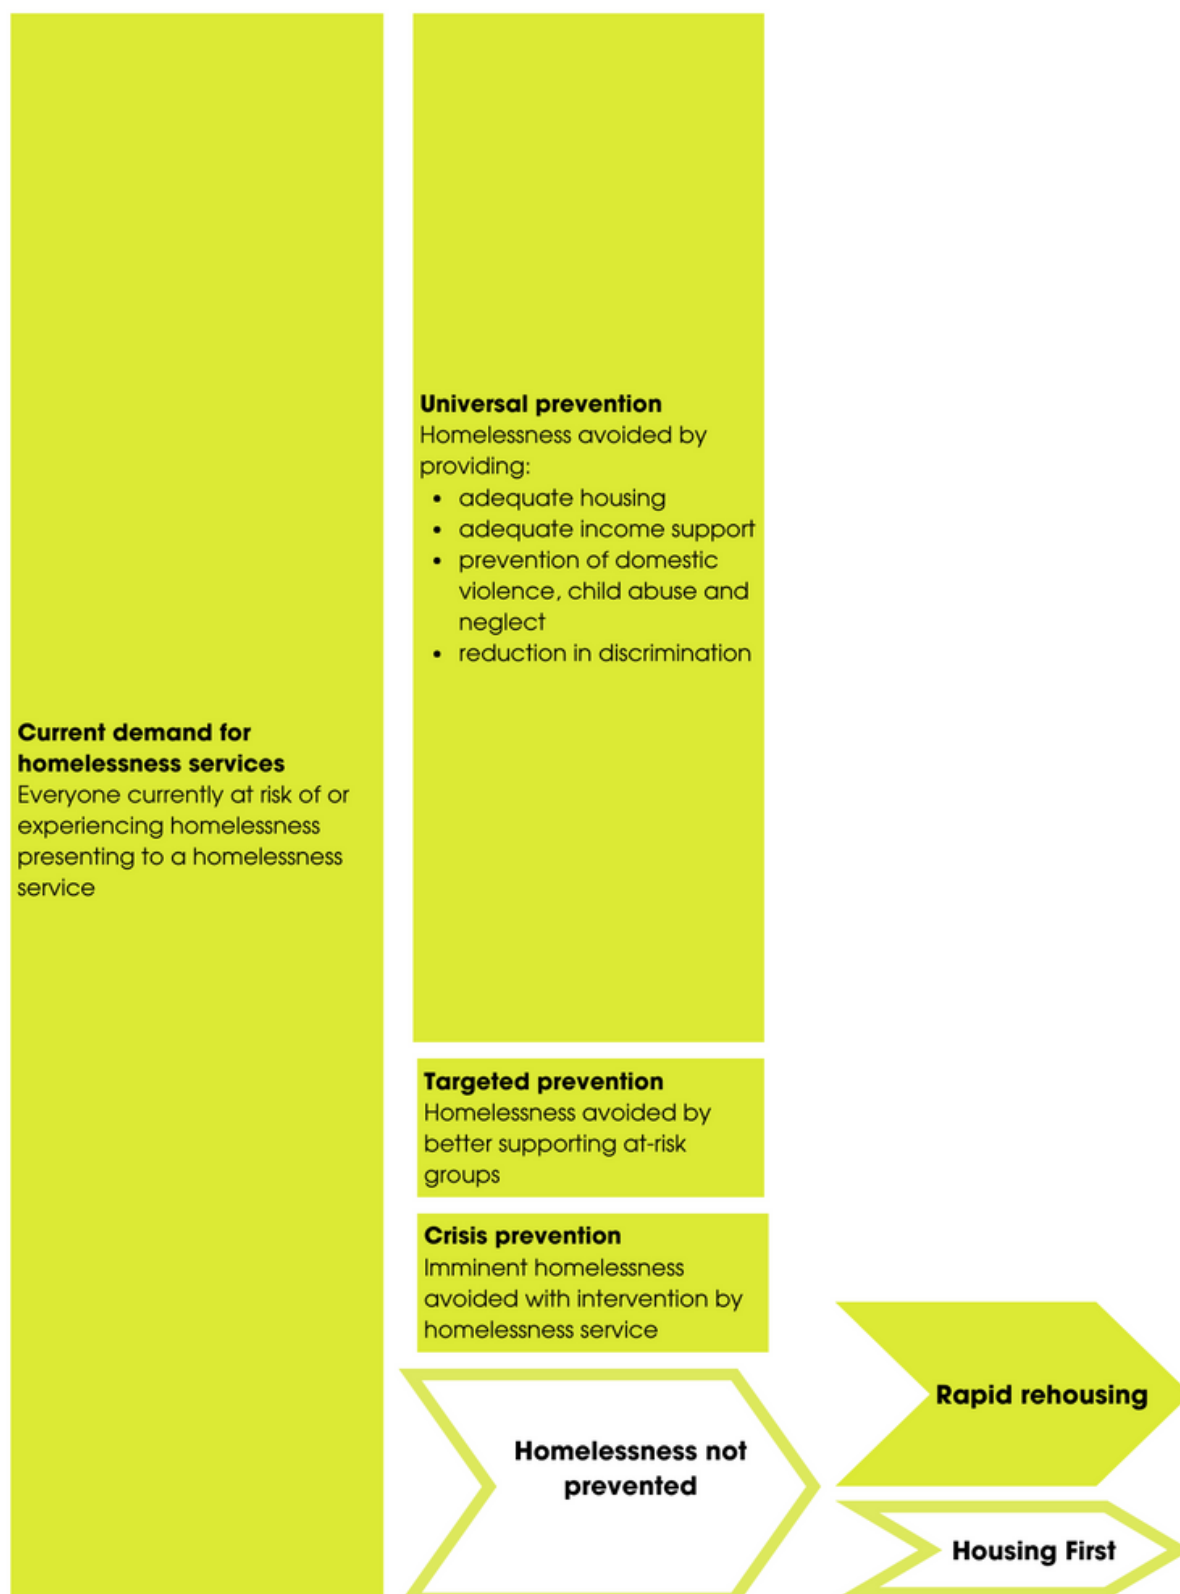 Current demand for
homelessness services
Everyone currently at risk of or
experiencing homelessness
presenting to a homelessness
service
Universal prevention
Homelessness avoided by
providing:
• adequate housing
• adequate income support
• prevention of domestic
violence, child abuse and
neglect
• reduction in discrimination
Targeted prevention
Homelessness avoided by
better supporting at-risk
groups
Crisis prevention
Imminent homelessness
avoided with intervention by
homelessness service
Homelessness not
prevented
Rapid rehousing
Housing First